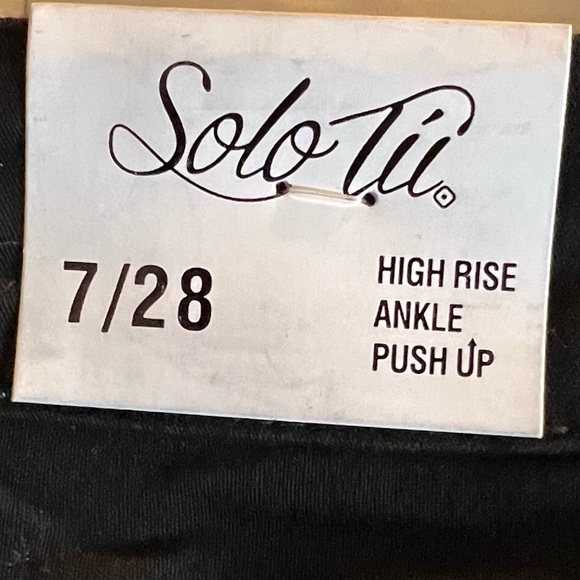 Solo Tú
7/28
HIGH RISE
ANKLE
PUSH UP